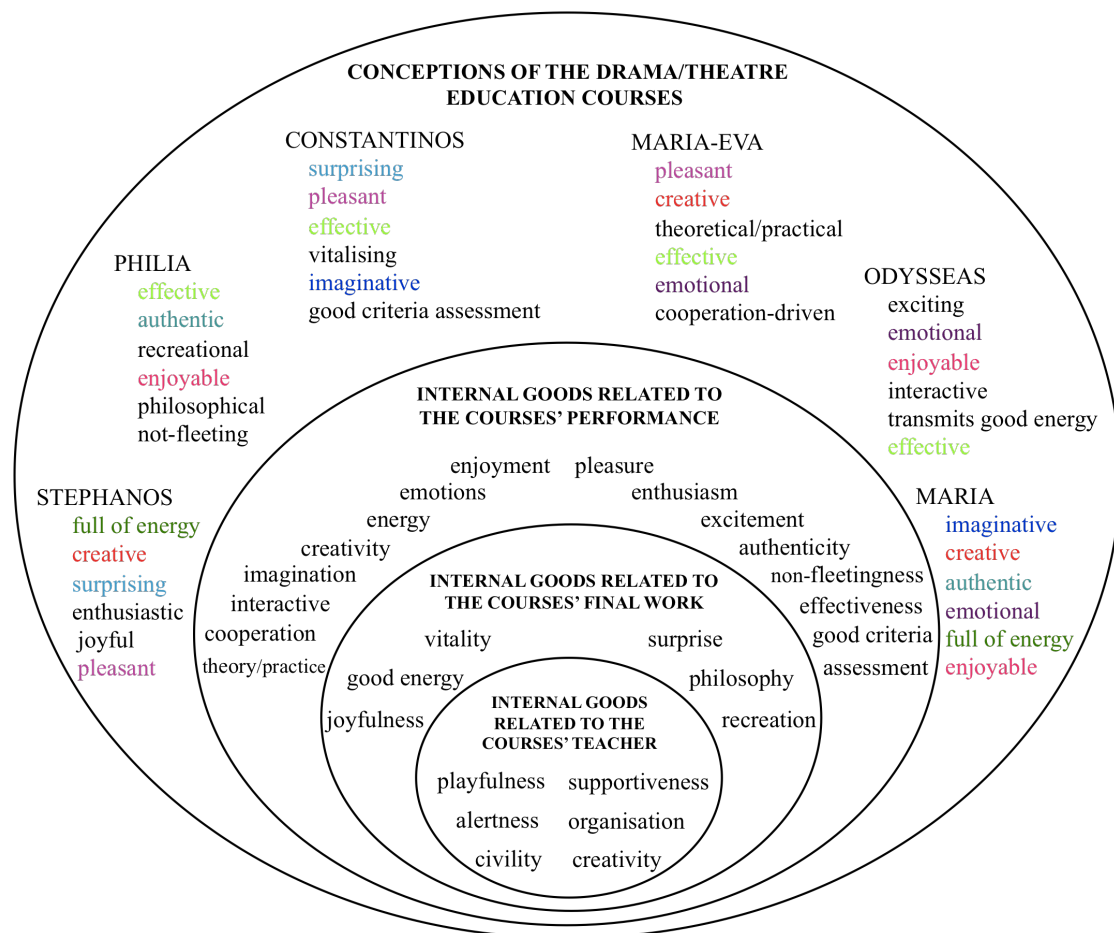 CONCEPTIONS OF THE DRAMA/THEATRE
EDUCATION COURSES
CONSTANTINOS
surprising
pleasant
effective
vitalising
imaginative
good criteria assessment
MARIA-EVA
pleasant
creative
theoretical/practical
effective
emotional
cooperation-driven
PHILIA
effective
authentic
recreational
enjoyable
philosophical
not-fleeting
ODYSSEAS
exciting
emotional
enjoyable
interactive
transmits good energy
effective
STEPHANOS
full of energy
creative
surprising
enthusiastic
joyful
pleasant
MARIA
imaginative
creative
authentic
emotional
full of energy
enjoyable
INTERNAL GOODS RELATED TO
THE COURSES’ PERFORMANCE
enjoyment
emotions
energy
creativity
imagination
interactive
cooperation
theory/practice
pleasure
enthusiasm
excitement
authenticity
non-fleetingness
effectiveness
good criteria
assessment
INTERNAL GOODS RELATED TO
THE COURSES’ FINAL WORK
vitality
good energy
joyfulness
surprise
philosophy
recreation
INTERNAL GOODS
RELATED TO THE
COURSES’ TEACHER
playfulness supportiveness
alertness organisation
civility creativity